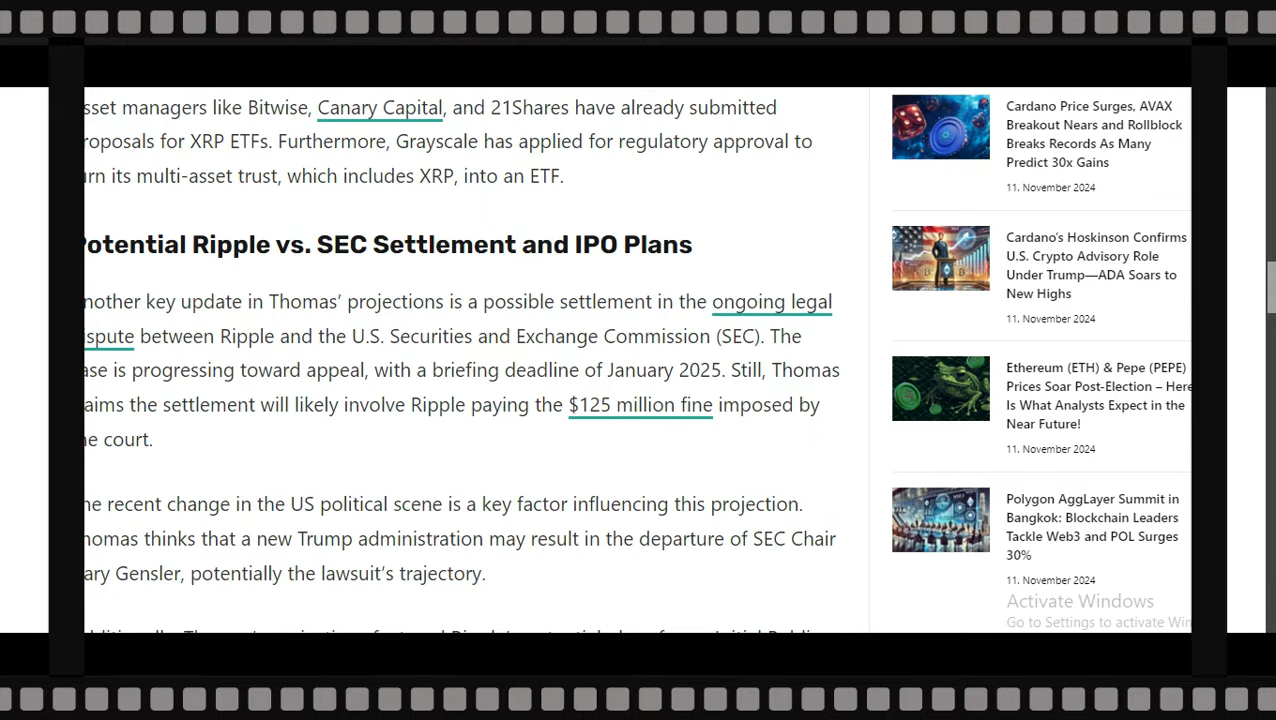 sset managers like Bitwise, Canary Capital, and 21Shares have already submitted
roposals for XRP ETFs. Furthermore, Grayscale has applied for regulatory approval to
rn its multi-asset trust, which includes XRP, into an ETF.
Potential Ripple vs. SEC Settlement and IPO Plans
nother key update in Thomas’ projections is a possible settlement in the ongoing legal
spute between Ripple and the U.S. Securities and Exchange Commission (SEC). The
ase is progressing toward appeal, with a briefing deadline of January 2025. Still, Thomas
aims the settlement will likely involve Ripple paying the $125 million fine imposed by
he court.
he recent change in the US political scene is a key factor influencing this projection.
homas thinks that a new Trump administration may result in the departure of SEC Chair
ary Gensler, potentially the lawsuit’s trajectory.
Cardano Price Surges, AVAX
Breakout Nears and Rollblock
Breaks Records As Many
Predict 30x Gains
11. November 2024
Cardano’s Hoskinson Confirms
U.S. Crypto Advisory Role
Under Trump—ADA Soars to
New Highs
11. November 2024
Ethereum (ETH) & Pepe (PEPE)
Prices Soar Post-Election – Here
Is What Analysts Expect in the
Near Future!
11. November 2024
Polygon AggLayer Summit in
Bangkok: Blockchain Leaders
Tackle Web3 and POL Surges
30%
11. November 2024
Activate Windows
Go to Settings to activate Win